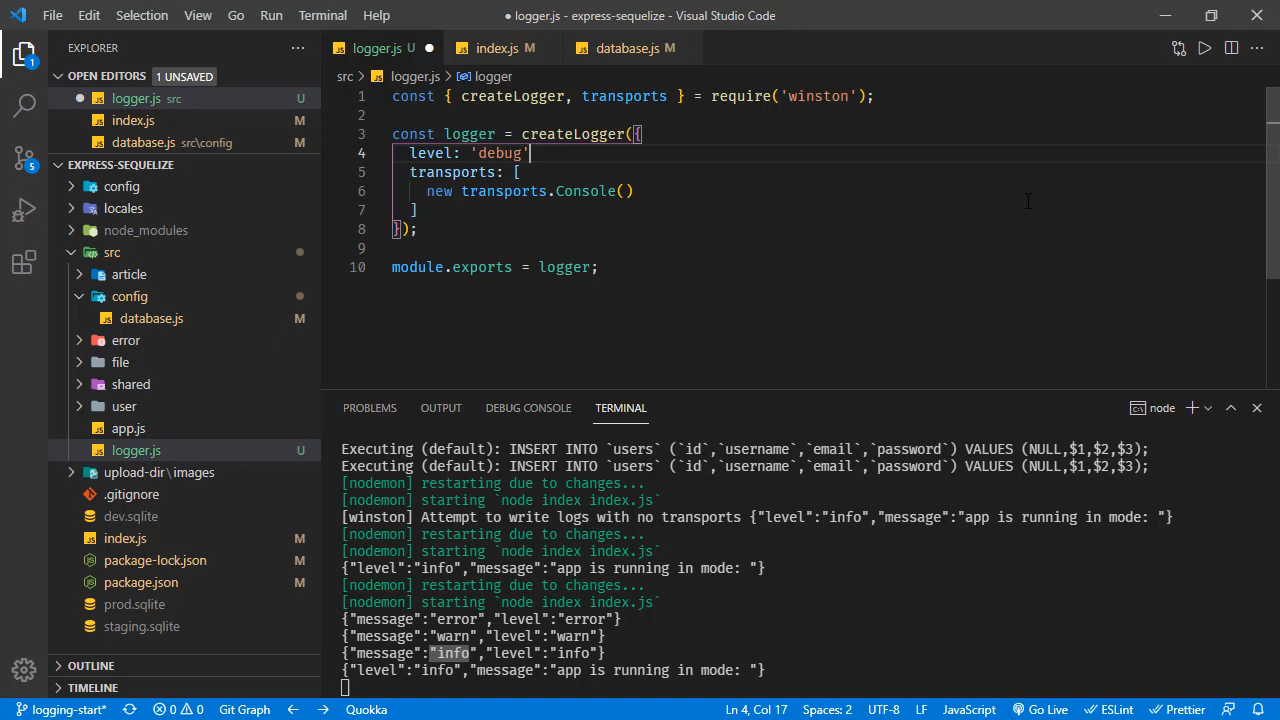 File Edit Selection View Go Run Terminal Help
● logger.js - express-sequelize - Visual Studio Code
1
5
EXPLORER
OPEN EDITORS 1 UNSAVED
logger.js src U
index.js M
database.js src\config M
EXPRESS-SEQUELIZE
config
locales
node_modules
src
article
config
database.js M
error
file
shared
user
app.js
logger.js U
upload-dir\images
.gitignore
dev.sqlite
index.js M
package-lock.json M
package.json M
prod.sqlite
staging.sqlite
OUTLINE
TIMELINE
logger.js U index.js M database.js M
src > logger.js > logger
1 const { createLogger, transports } = require('winston');
2
3 const logger = createLogger({
4 level: 'debug'
5 transports: [
6 new transports.Console()
7 ]
8 });
9
10 module.exports = logger;
PROBLEMS OUTPUT DEBUG CONSOLE TERMINAL node
Executing (default): INSERT INTO `users` (`id`,`username`,`email`,`password`) VALUES (NULL,$1,$2,$3);
Executing (default): INSERT INTO `users` (`id`,`username`,`email`,`password`) VALUES (NULL,$1,$2,$3);
[nodemon] restarting due to changes...
[nodemon] starting `node index index.js`
[winston] Attempt to write logs with no transports {"level":"info","message":"app is running in mode: "}
[nodemon] restarting due to changes...
[nodemon] starting `node index index.js`
{"level":"info","message":"app is running in mode: "}
[nodemon] restarting due to changes...
[nodemon] starting `node index index.js`
{"message":"error","level":"error"}
{"message":"warn","level":"warn"}
{"message":"info","level":"info"}
{"level":"info","message":"app is running in mode: "}
logging-start* 0 0 Git Graph Quokka Ln 4, Col 17 Spaces: 2 UTF-8 LF JavaScript Go Live ESLint Prettier